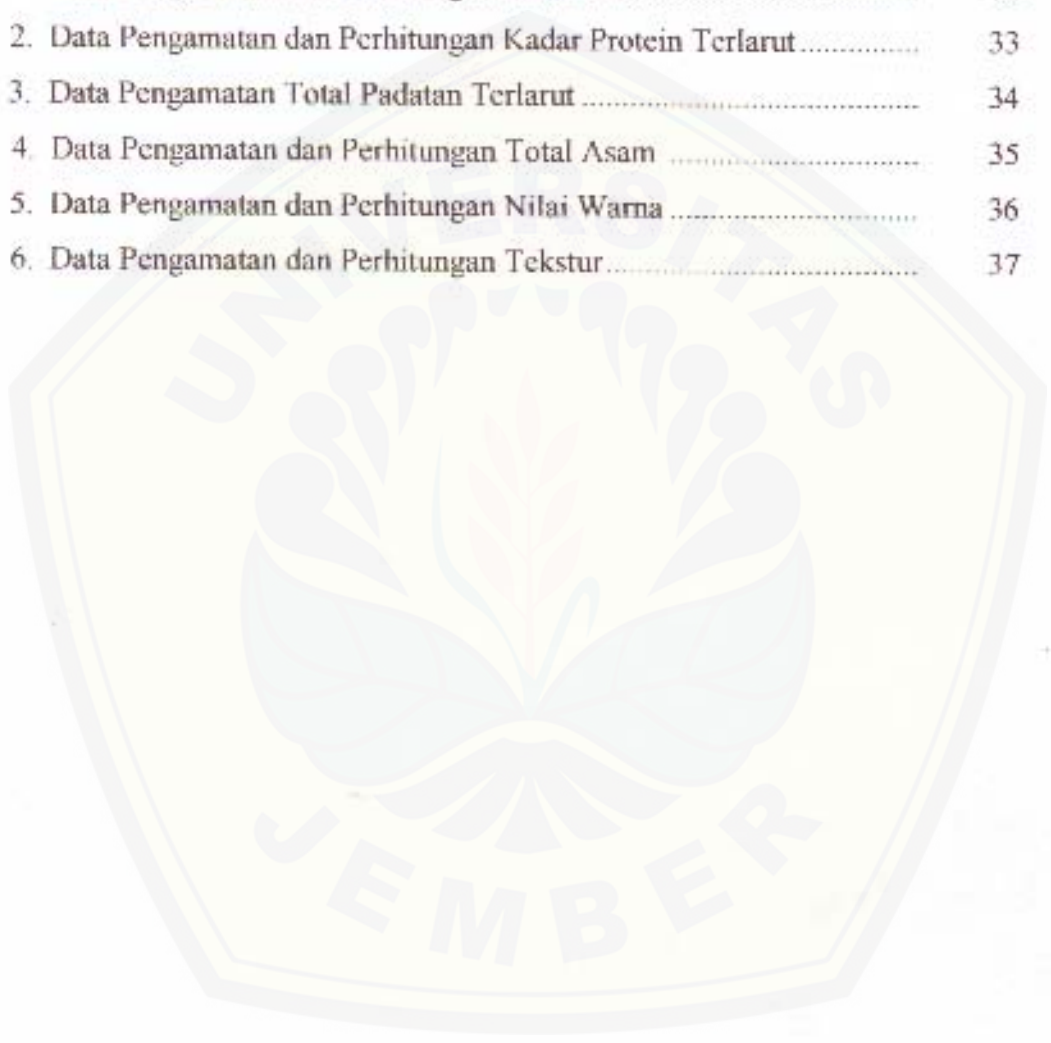 2. Data Pengamatan dan Perhitungan Kadar Protein Terlarut ............... 33
3. Data Pengamatan Total Padatan Terlarut ........................................... 34
4. Data Pengamatan dan Perhitungan Total Asam ............................... 35
5. Data Pengamatan dan Perhitungan Nilai Warna ............................... 36
6. Data Pengamatan dan Perhitungan Tekstur....................................... 37
UNIVERSITAS
JEMBER